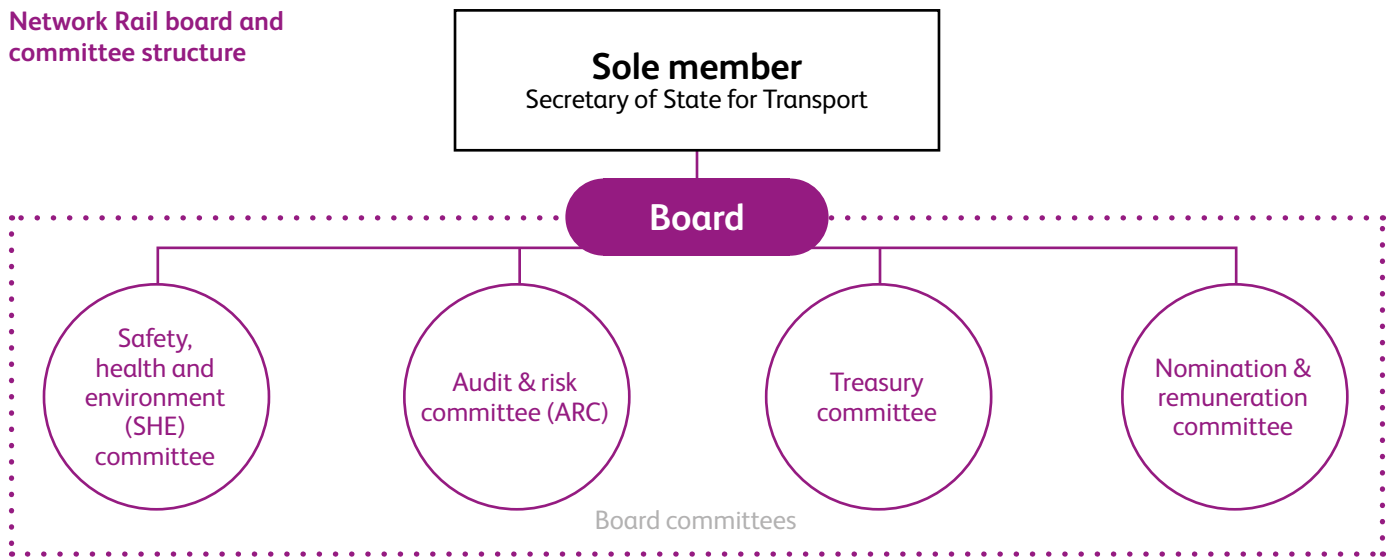 Network Rail board and
committee structure
Sole member
Secretary of State for Transport
Board
Safety,
health and
environment
(SHE)
committee
Audit & risk
committee (ARC)
Treasury
committee
Nomination &
remuneration
committee
Board committees